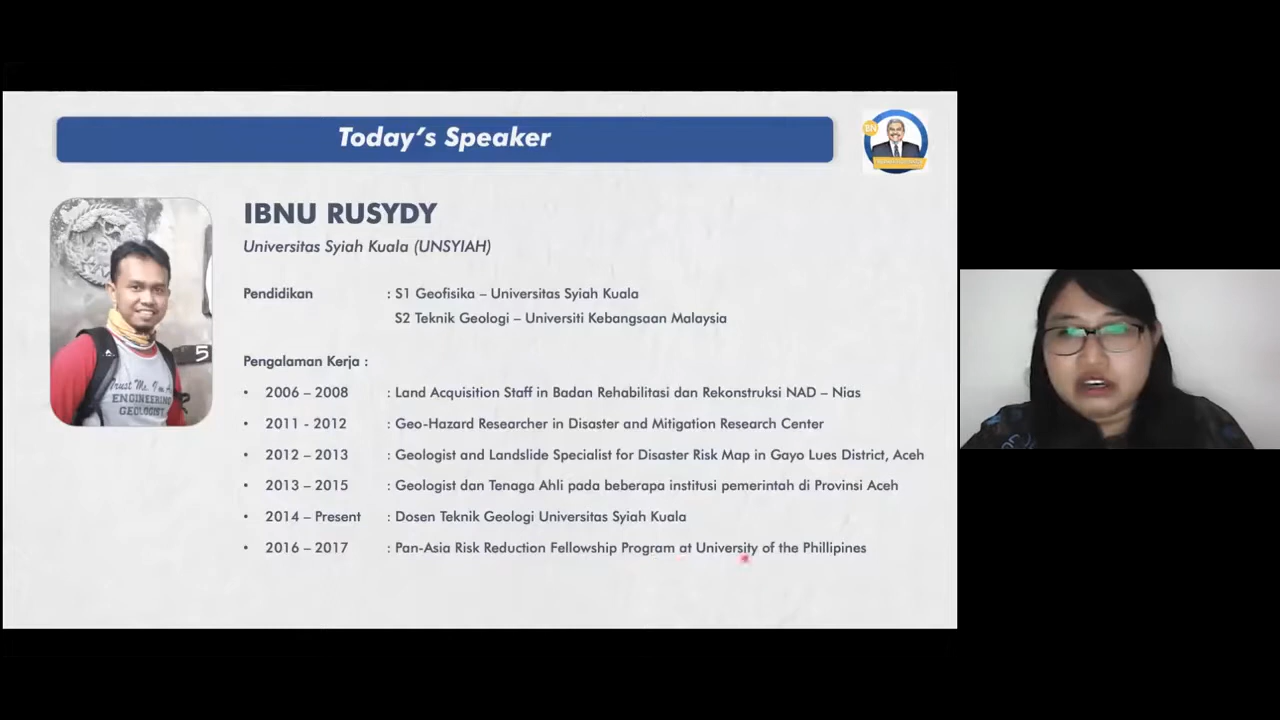 Today's Speaker
BN
IBNU RUSYDY
Universitas Syiah Kuala (UNSYIAH)
Pendidikan : S1 Geofisika – Universitas Syiah Kuala
S2 Teknik Geologi – Universiti Kebangsaan Malaysia
Pengalaman Kerja :
• 2006 – 2008 : Land Acquisition Staff in Badan Rehabilitasi dan Rekonstruksi NAD – Nias
• 2011 - 2012 : Geo-Hazard Researcher in Disaster and Mitigation Research Center
• 2012 – 2013 : Geologist and Landslide Specialist for Disaster Risk Map in Gayo Lues District, Aceh
• 2013 – 2015 : Geologist dan Tenaga Ahli pada beberapa institusi pemerintah di Provinsi Aceh
• 2014 – Present : Dosen Teknik Geologi Universitas Syiah Kuala
• 2016 – 2017 : Pan-Asia Risk Reduction Fellowship Program at University of the Phillipines
5
Trust Me, I'm A
ENGINEERING
GEOLOGIST